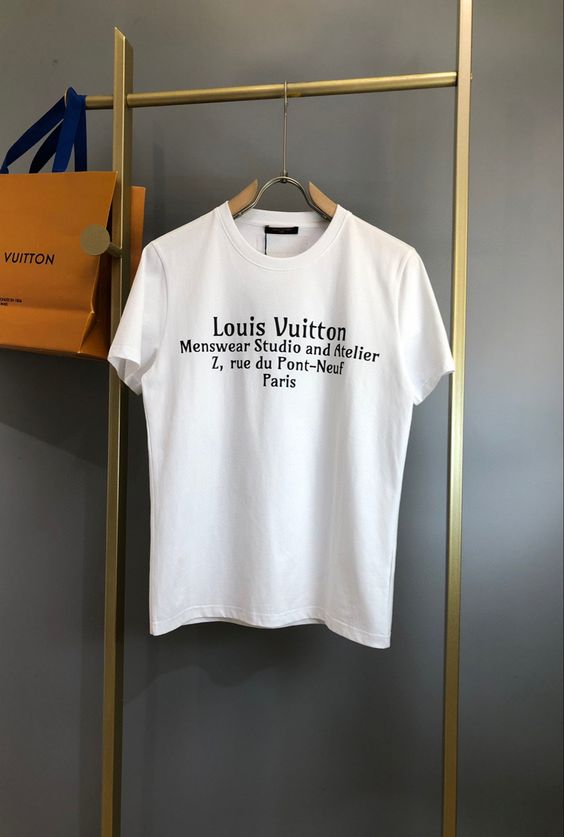 VUITTON
Louis Vuitton
Menswear Studio and Atelier
2, rue du Pont-Neuf
Paris